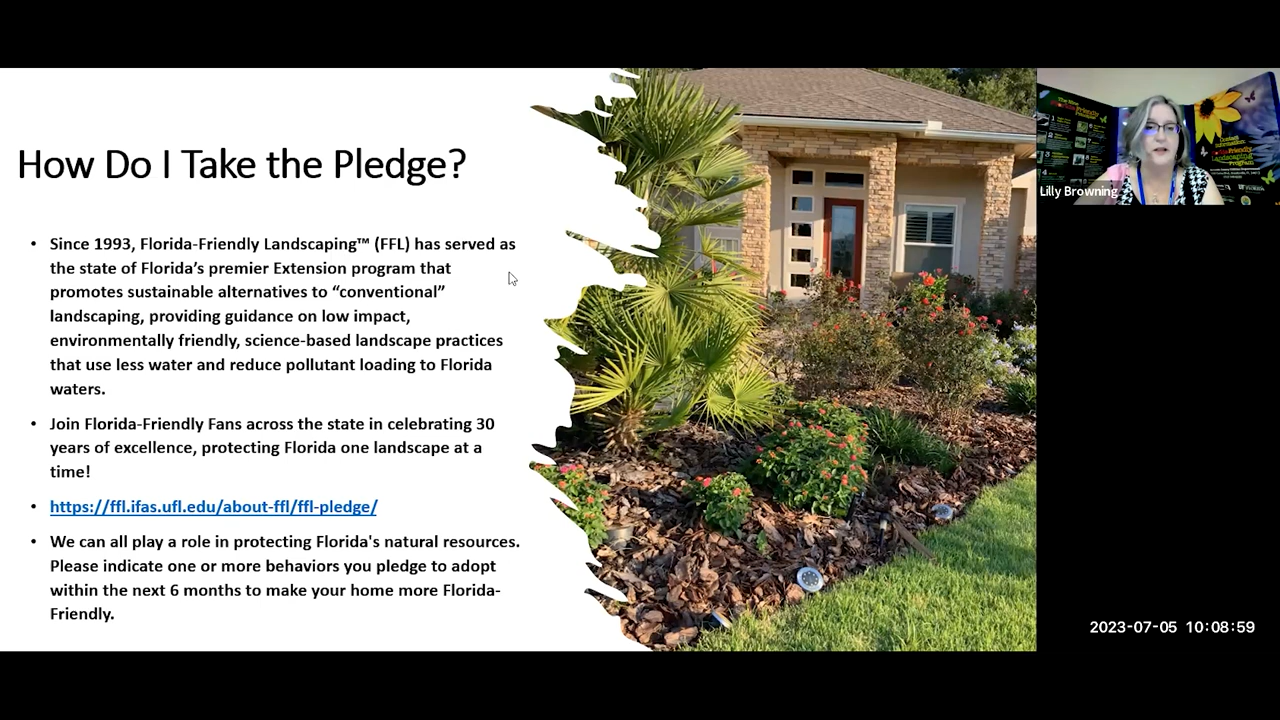 How Do I Take the Pledge?
• Since 1993, Florida-Friendly Landscaping™ (FFL) has served as
the state of Florida’s premier Extension program that
promotes sustainable alternatives to “conventional”
landscaping, providing guidance on low impact,
environmentally friendly, science-based landscape practices
that use less water and reduce pollutant loading to Florida
waters.
• Join Florida-Friendly Fans across the state in celebrating 30
years of excellence, protecting Florida one landscape at a
time!
• https://ffl.ifas.ufl.edu/about-ffl/ffl-pledge/
• We can all play a role in protecting Florida's natural resources.
Please indicate one or more behaviors you pledge to adopt
within the next 6 months to make your home more Florida-
Friendly.
The Nine
Contact
Information:
Landscaping
Program
Lilly Browning
2023-07-05 10:08:59